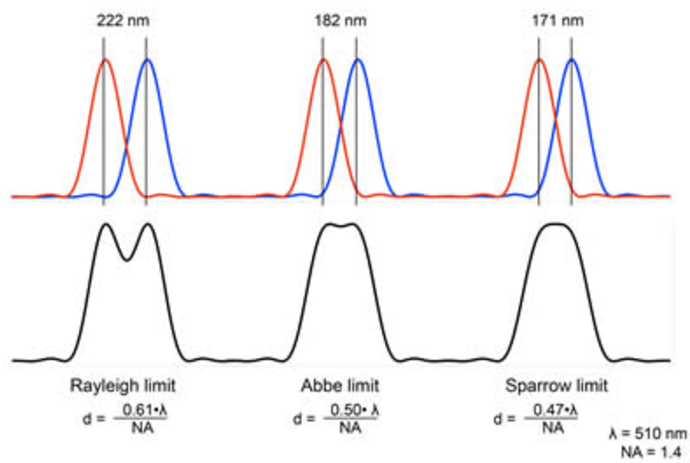 222 nm
182 nm
171 nm
Rayleigh limit
Abbe limit
Sparrow limit
d = 0.61•λ
NA
d = 0.50• λ
NA
d = 0.47•λ
NA
λ = 510 nm
NA = 1.4